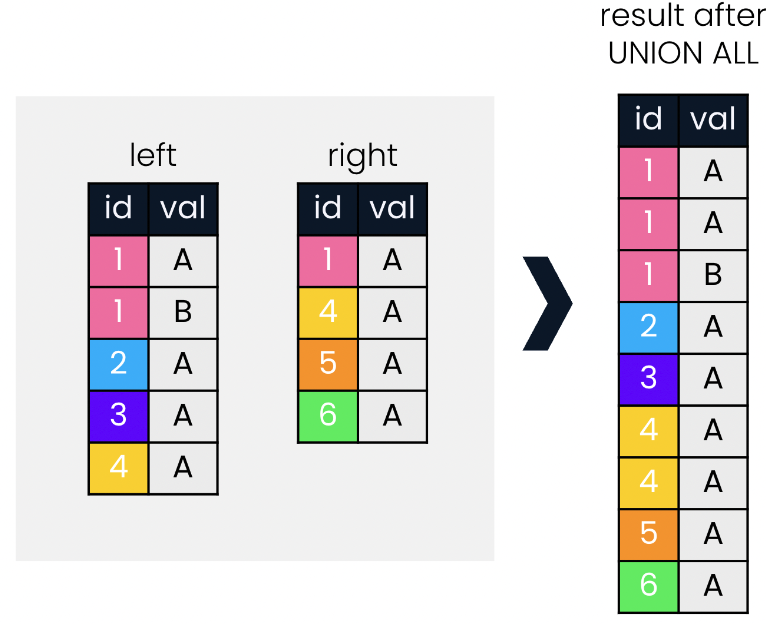 result after
UNION ALL
left
id val
1 A
1 B
2 A
3 A
4 A
right
id val
1 A
4 A
5 A
6 A
id val
1 A
1 A
1 B
2 A
3 A
4 A
4 A
5 A
6 A